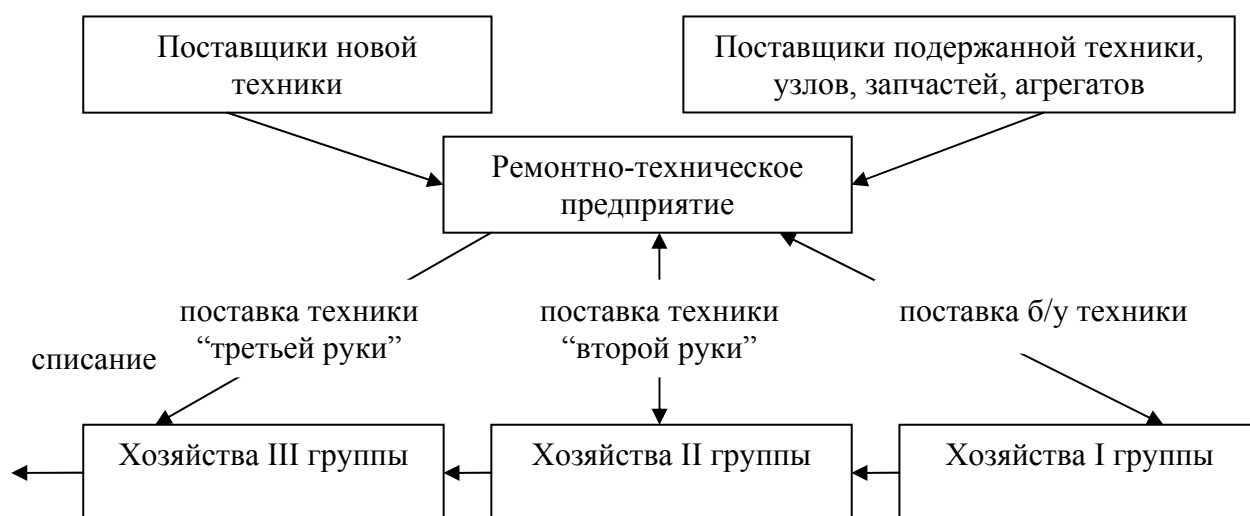 Поставщики новой
техники
Поставщики подержанной техники,
узлов, запчастей, агрегатов
Ремонтно-техническое
предприятие
поставка техники
“третьей руки”
поставка техники
“второй руки”
поставка б/у техники
списание
Хозяйства III группы
Хозяйства II группы
Хозяйства I группы